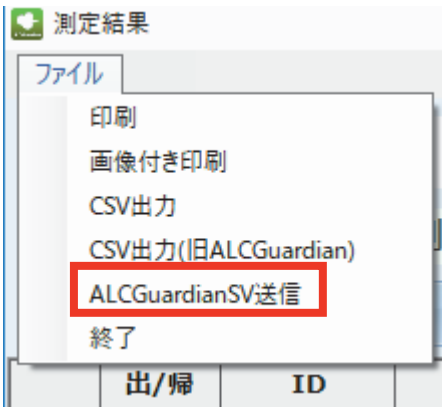 測定結果
ファイル
印刷
画像付き印刷
CSV出力
CSV出力(旧ALCGuardian)
ALCGuardianSV送信
終了
出/帰 ID